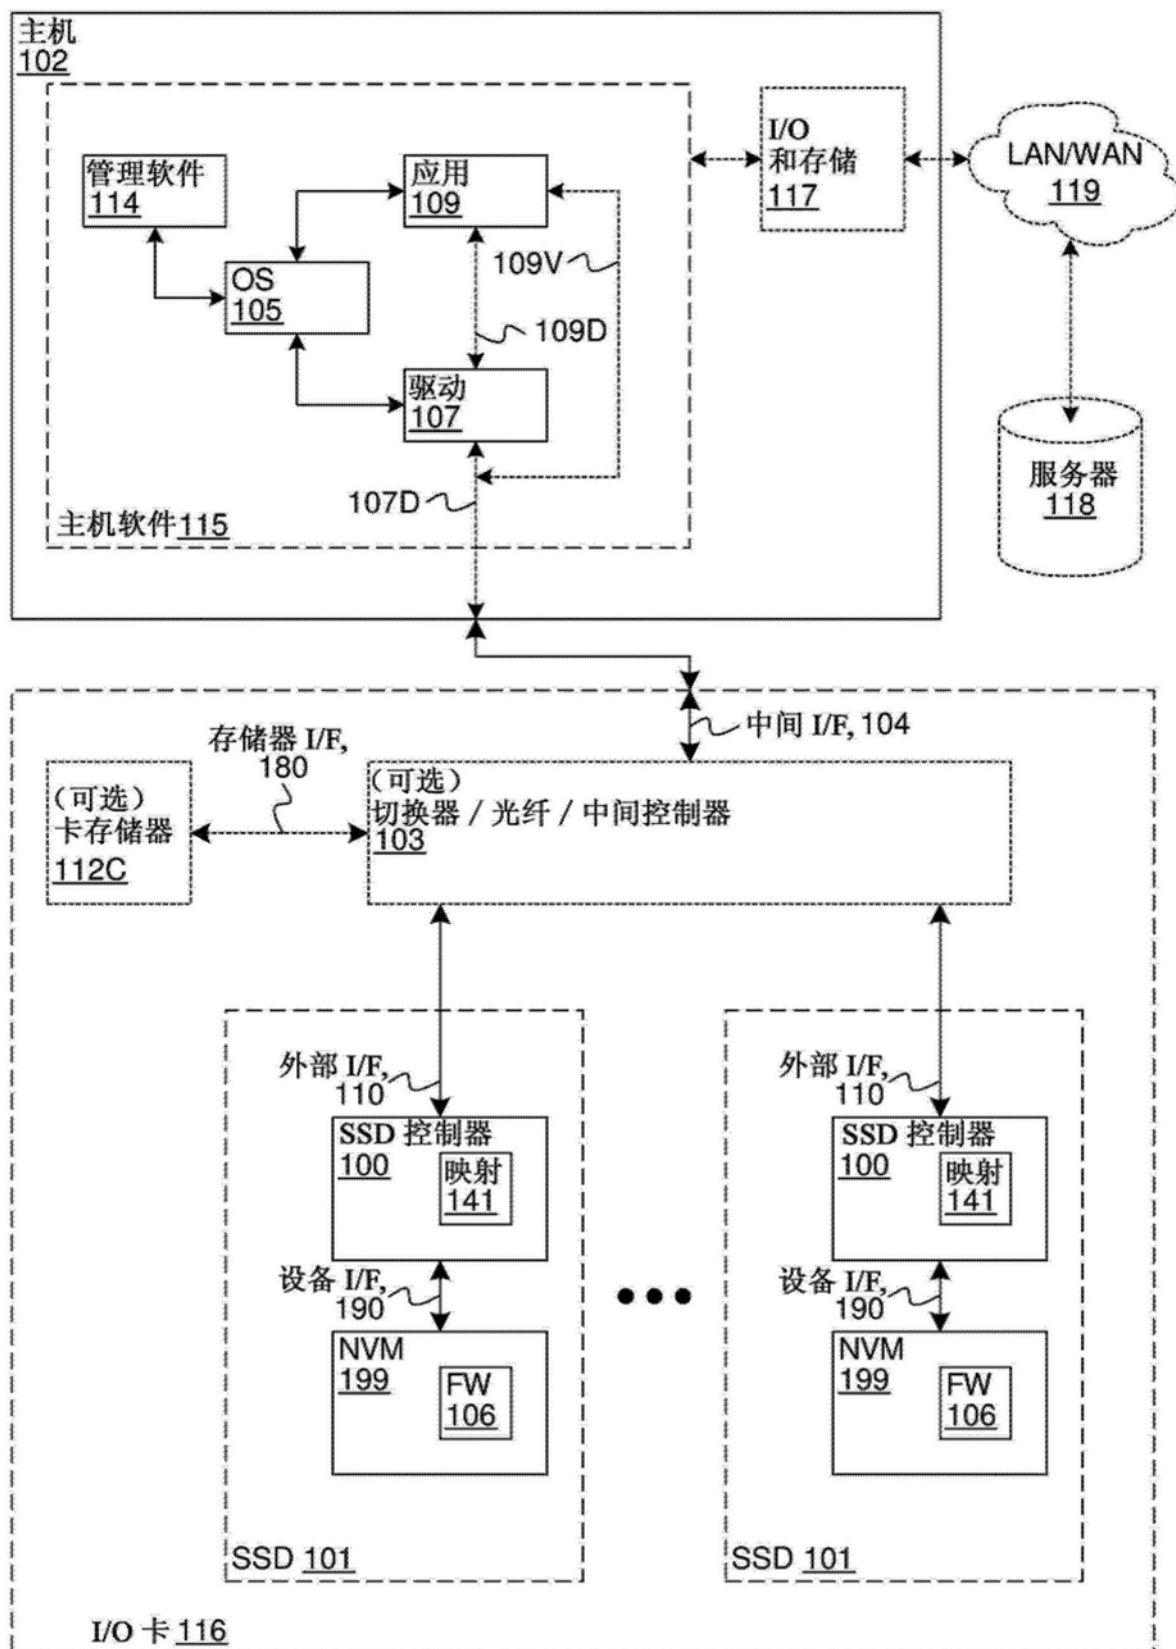 主机
102
管理软件
114
应用
109
I/O
和存储
117
LAN/WAN
119
OS
105
109V
109D
驱动
107
107D
主机软件115
服务器
118
中间 I/F, 104
存储器 I/F,
180
（可选）
卡存储器
112C
（可选）
切换器 / 光纤 / 中间控制器
103
外部 I/F,
110
SSD 控制器
100
映射
141
设备 I/F,
190
NVM
199
FW
106
SSD 101
外部 I/F,
110
SSD 控制器
100
映射
141
设备 I/F,
190
NVM
199
FW
106
SSD 101
I/O 卡 116